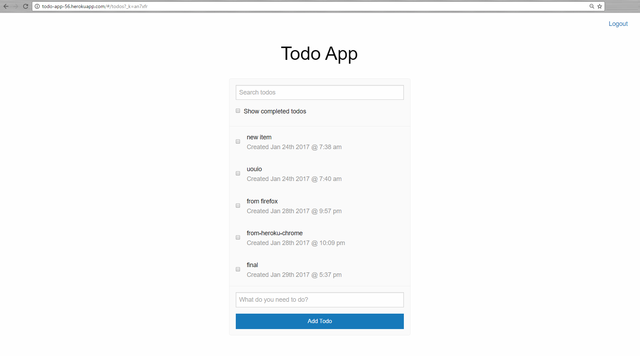 todo-app-56.herokuapp.com/#/todos?_k=an7vlt
Logout
Todo App
Search todos
Show completed todos
new item
Created Jan 24th 2017 @ 7:38 am
uouio
Created Jan 24th 2017 @ 7:40 am
from firefox
Created Jan 28th 2017 @ 9:57 pm
from-heroku-chrome
Created Jan 28th 2017 @ 10:09 pm
final
Created Jan 29th 2017 @ 5:37 pm
What do you need to do?
Add Todo